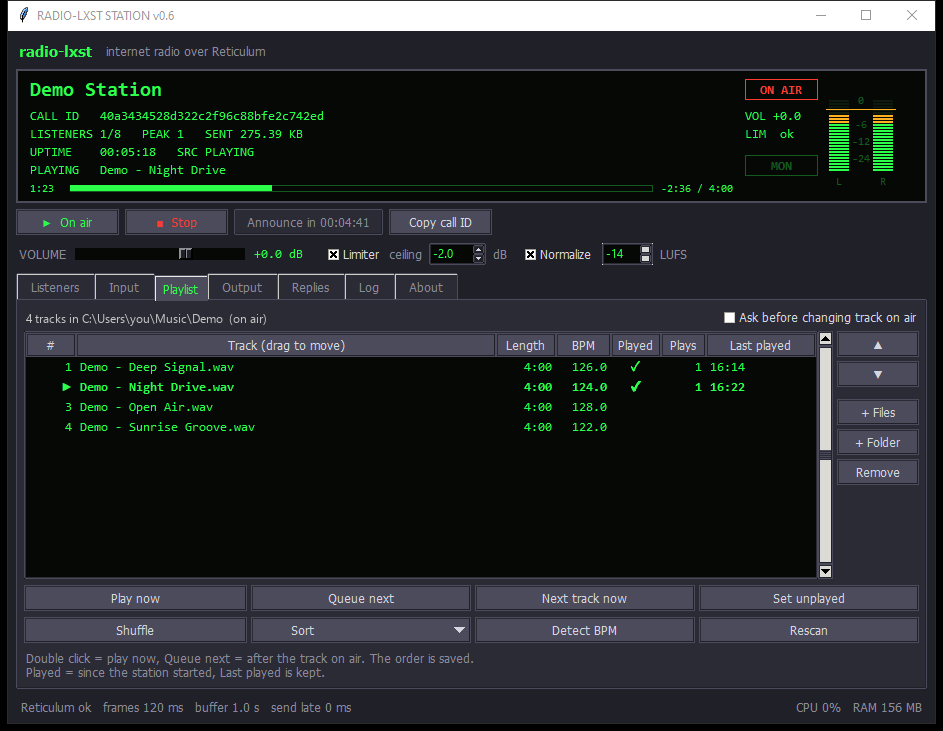 RADIO-LXST STATION v0.6
radio-lxst internet radio over Reticulum
Demo Station
ON AIR
CALL ID 40a3434528d322c2f96c88bfe2c742ed
VOL +0.0
LISTENERS 1/8 PEAK 1 SENT 275.39 KB
LIM ok
UPTIME 00:05:18 SRC PLAYING
PLAYING Demo - Night Drive
MON
0
-6
-12
-24
L R
1:23 -2:36 / 4:00
► On air ■ Stop Announce in 00:04:41 Copy call ID
VOLUME +0.0 dB Limiter ceiling -2.0 dB Normalize -14 LUFS
Listeners Input Playlist Output Replies Log About
4 tracks in C:\Users\you\Music\Demo (on air) Ask before changing track on air
# Track (drag to move) Length BPM Played Plays Last played
1 Demo - Deep Signal.wav 4:00 126.0 ✓ 1 16:14
► Demo - Night Drive.wav 4:00 124.0 ✓ 1 16:22
3 Demo - Open Air.wav 4:00 128.0
4 Demo - Sunrise Groove.wav 4:00 122.0
▲
▼
+ Files
+ Folder
Remove
Play now Queue next Next track now Set unplayed
Shuffle Sort Detect BPM Rescan
Double click = play now, Queue next = after the track on air. The order is saved.
Played = since the station started, Last played is kept.
Reticulum ok frames 120 ms buffer 1.0 s send late 0 ms CPU 0% RAM 156 MB